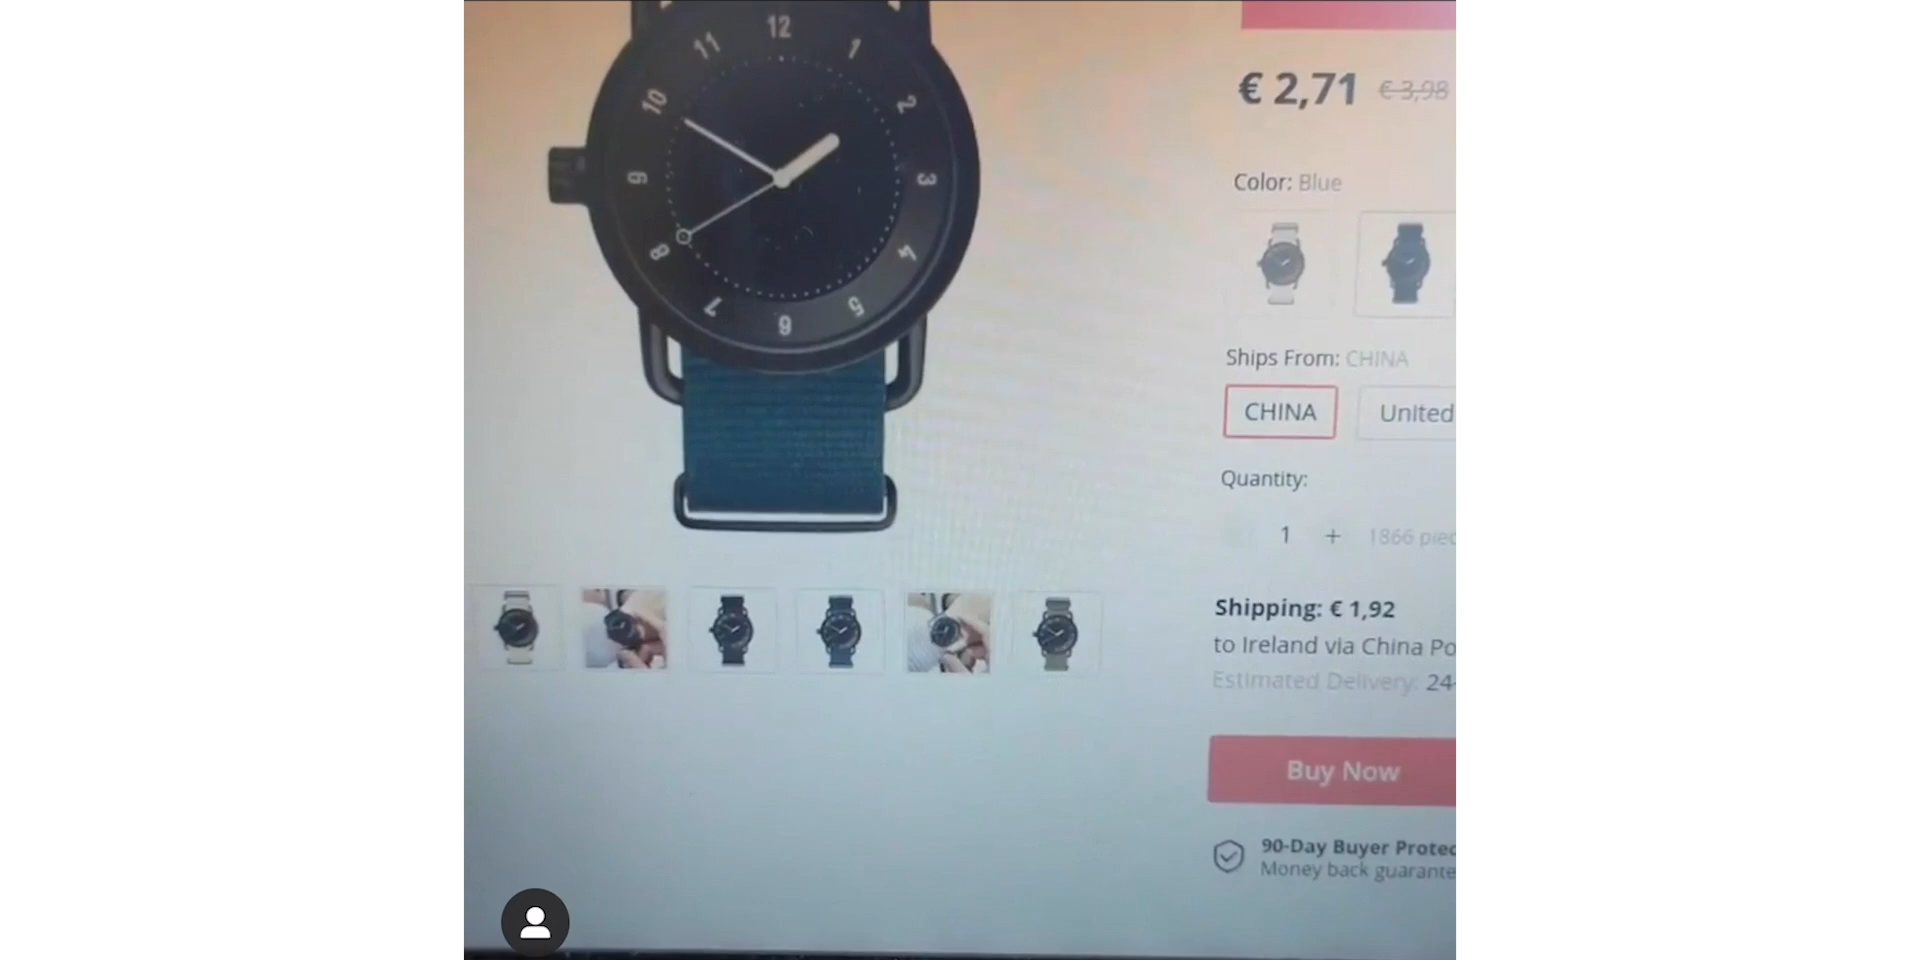 12
11
1
10
2
9
3
8
4
7
5
6
€ 2,71 € 3,98
Color: Blue
Ships From: CHINA
CHINA
United
Quantity:
1 +
1866 piec
Shipping: € 1,92
to Ireland via China Po
Estimated Delivery: 24-
Buy Now
90-Day Buyer Protec
Money back guarante